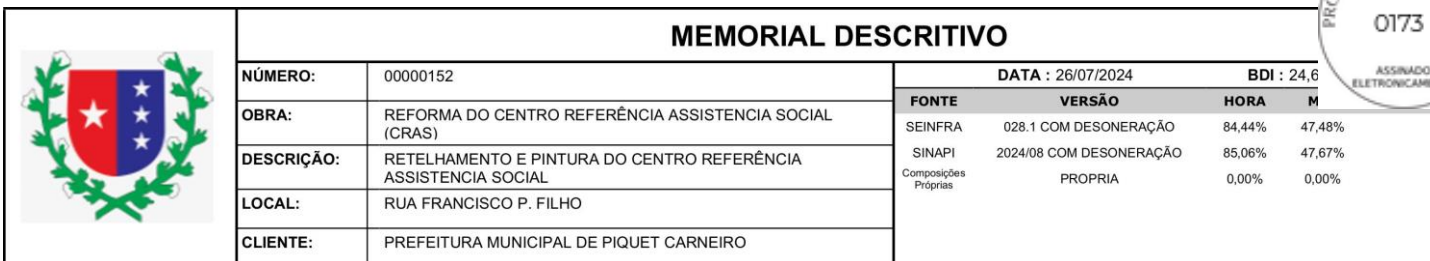 MEMORIAL DESCRITIVO
0173
ASSINADO
NÚMERO: 00000152
OBRA: REFORMA DO CENTRO REFERÊNCIA ASSISTENCIA SOCIAL
(CRAS)
DESCRIÇÃO: RETELHAMENTO E PINTURA DO CENTRO REFERÊNCIA
ASSISTENCIA SOCIAL
LOCAL: RUA FRANCISCO P. FILHO
CLIENTE: PREFEITURA MUNICIPAL DE PIQUET CARNEIRO
DATA : 26/07/2024 BDI : 24,6
FONTE VERSÃO HORA
SEINFRA 028.1 COM DESONERAÇÃO 84,44% 47,48%
SINAPI 2024/08 COM DESONERAÇÃO 85,06% 47,67%
Composições
Próprias PROPRIA 0,00% 0,00%